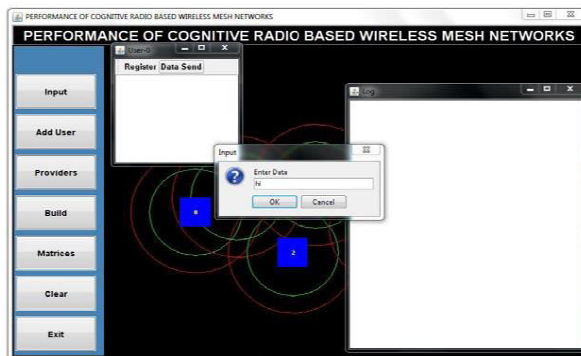 PERFORMANCE OF COGNITIVE RADIO BASED WIRELESS MESH NETWORKS
PERFORMANCE OF COGNITIVE RADIO BASED WIRELESS MESH NETWORKS
User-0
Register Data Send
Log
Input
Add User
Providers
Build
Matrices
Clear
Exit
Input
Enter Data
hi
OK Cancel
2